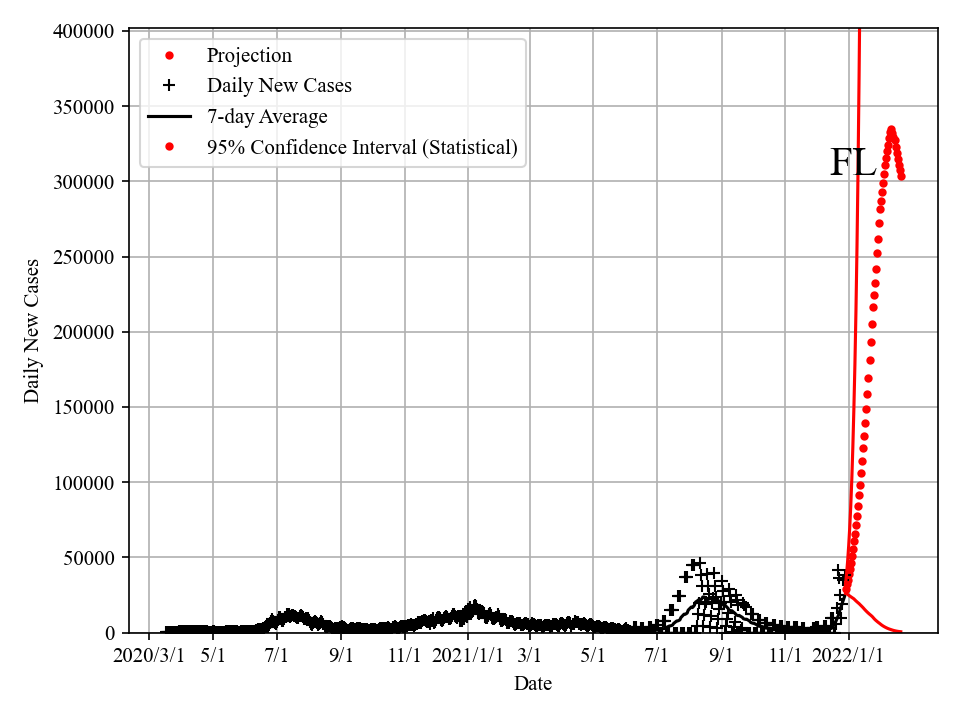 400000
350000
300000
250000
200000
150000
100000
50000
0
Daily New Cases
Projection
Daily New Cases
7-day Average
95% Confidence Interval (Statistical)
FL
2020/3/1 5/1 7/1 9/1 11/1 2021/1/1 3/1 5/1 7/1 9/1 11/1 2022/1/1
Date